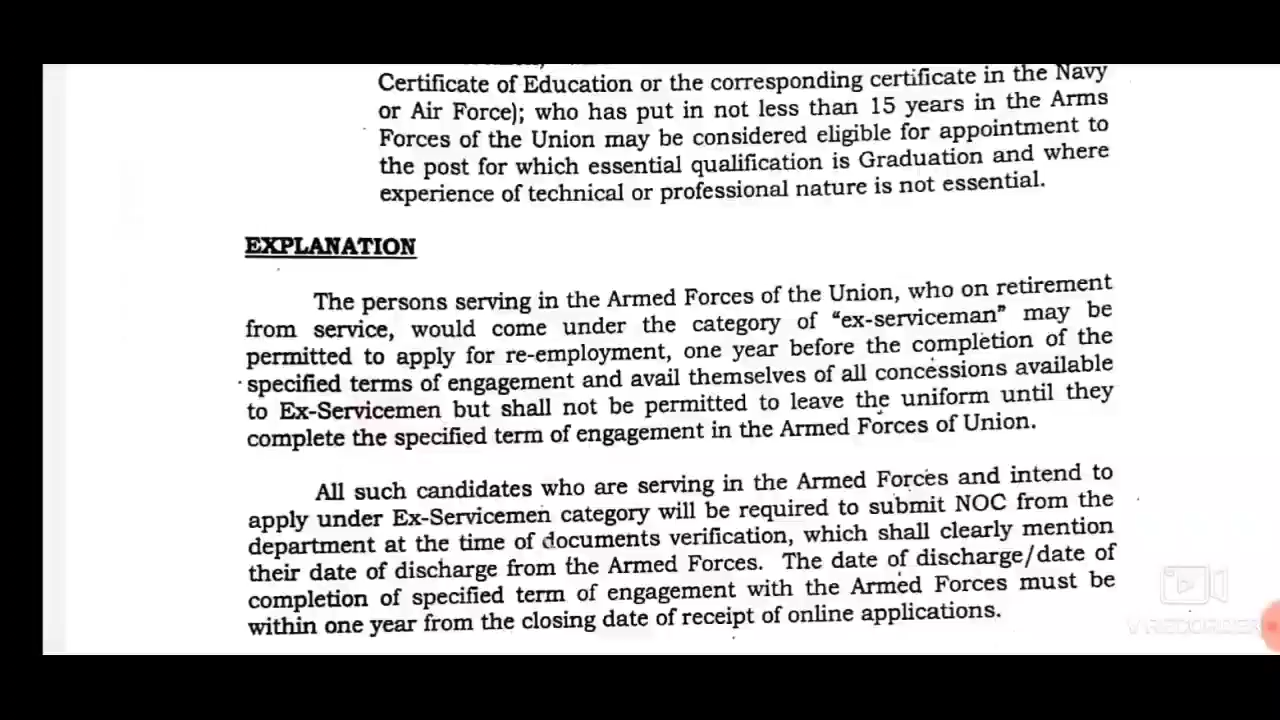 Certificate of Education or the corresponding certificate in the Navy
or Air Force); who has put in not less than 15 years in the Arms
Forces of the Union may be considered eligible for appointment to
the post for which essential qualification is Graduation and where
experience of technical or professional nature is not essential.
EXPLANATION
The persons serving in the Armed Forces of the Union, who on retirement
from service, would come under the category of "ex-serviceman" may be
permitted to apply for re-employment, one year before the completion of the
specified terms of engagement and avail themselves of all concessions available
to Ex-Servicemen but shall not be permitted to leave the uniform until they
complete the specified term of engagement in the Armed Forces of Union.
All such candidates who are serving in the Armed Forces and intend to
apply under Ex-Servicemen category will be required to submit NOC from the
department at the time of documents verification, which shall clearly mention
their date of discharge from the Armed Forces. The date of discharge/date of
completion of specified term of engagement with the Armed Forces must be
within one year from the closing date of receipt of online applications.
V RECORDER